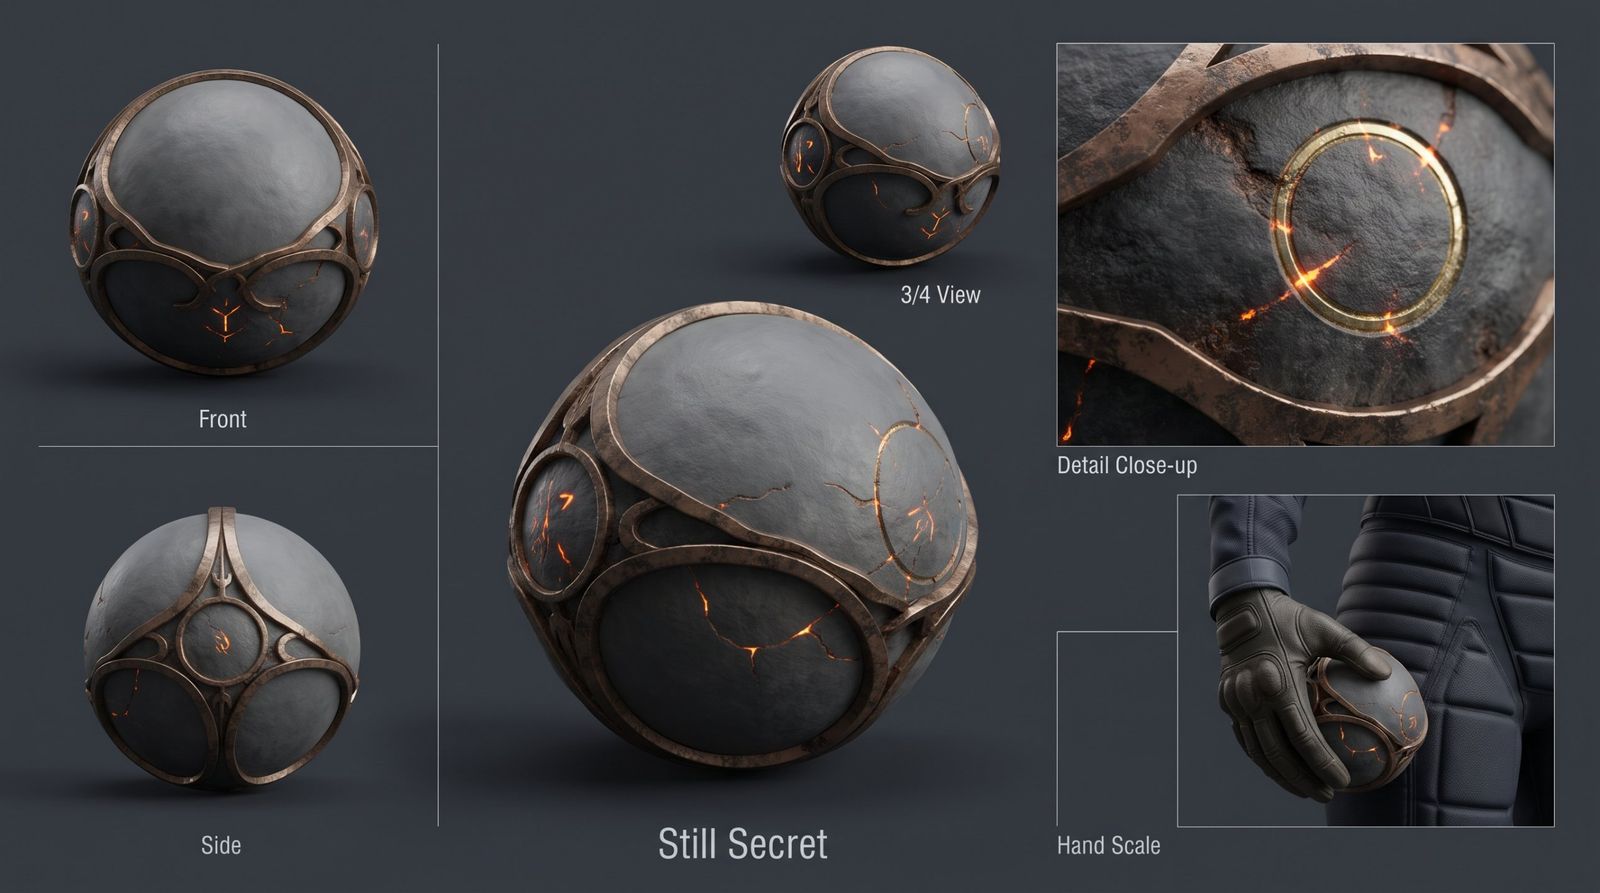 Front
3/4 View
Detail Close-up
Side
Still Secret
Hand Scale